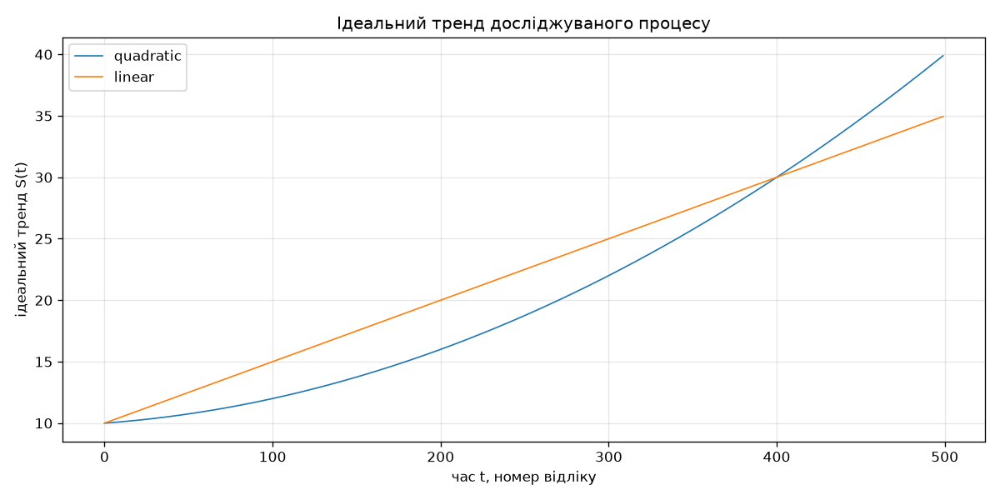 Ідеальний тренд досліджуваного процесу
quadratic
linear
40
35
30
25
20
15
10
ідеальний тренд S(t)
0
100
200
300
400
500
час t, номер відліку